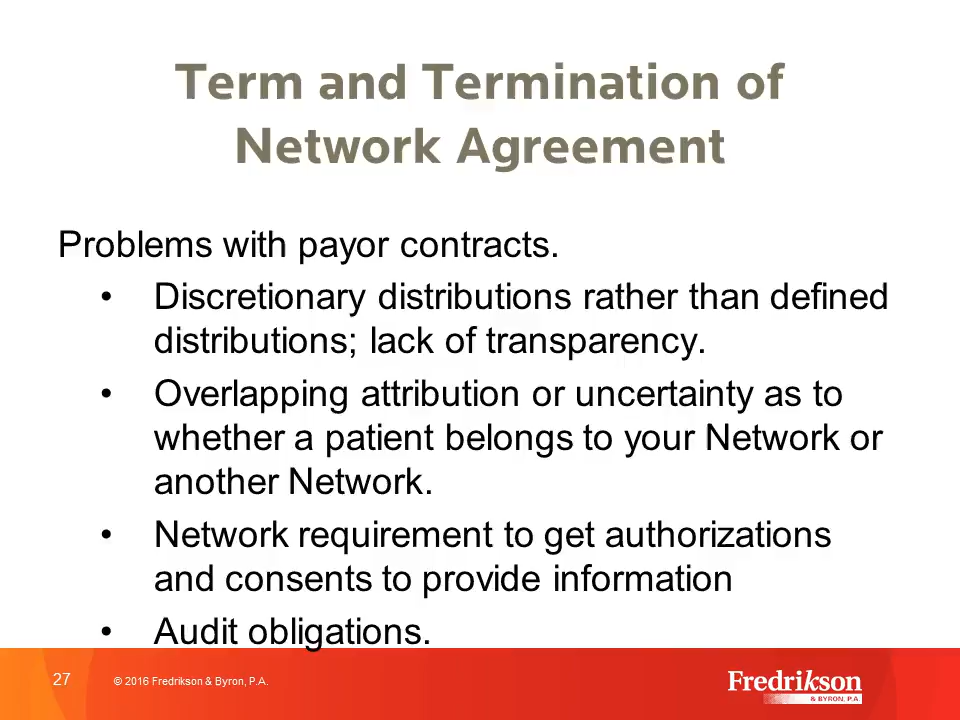 Term and Termination of
Network Agreement
Problems with payor contracts.
• Discretionary distributions rather than defined
distributions; lack of transparency.
• Overlapping attribution or uncertainty as to
whether a patient belongs to your Network or
another Network.
• Network requirement to get authorizations
and consents to provide information
• Audit obligations.
27
© 2016 Fredrikson & Byron, P.A.
Fredrikson
& BYRON, P.A.